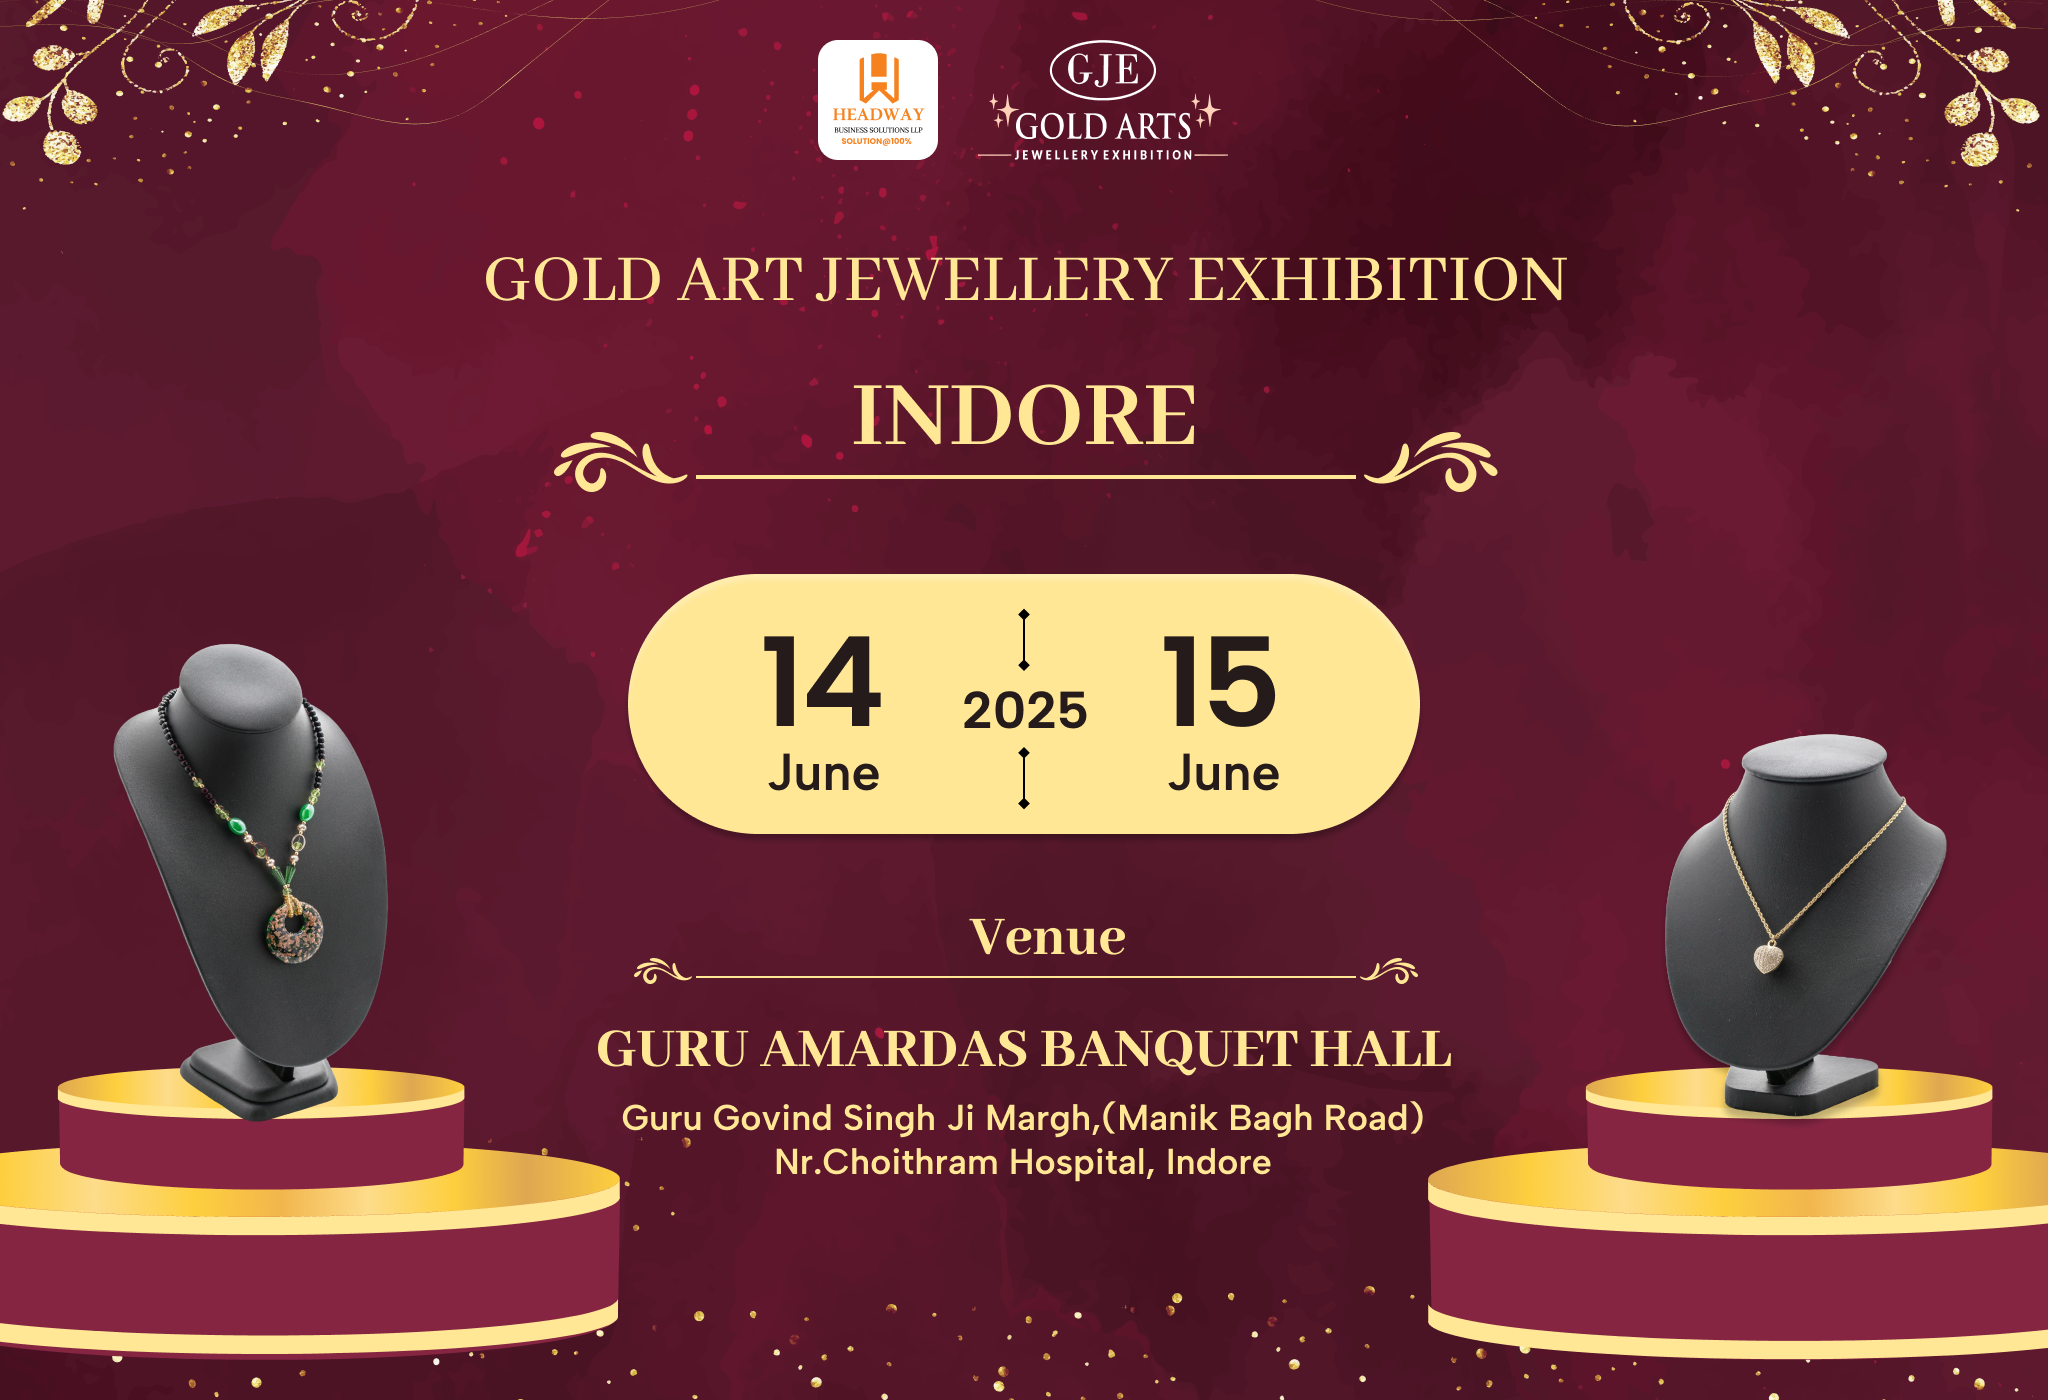 HEADWAY
BUSINESS SOLUTIONS LLP
SOLUTION@100%
GJE
GOLD ARTS
JEWELLERY EXHIBITION
GOLD ART JEWELLERY EXHIBITION
INDORE
14 June
2025
15 June
Venue
GURU AMARDAS BANQUET HALL
Guru Govind Singh Ji Margh,(Manik Bagh Road)
Nr.Choithram Hospital, Indore